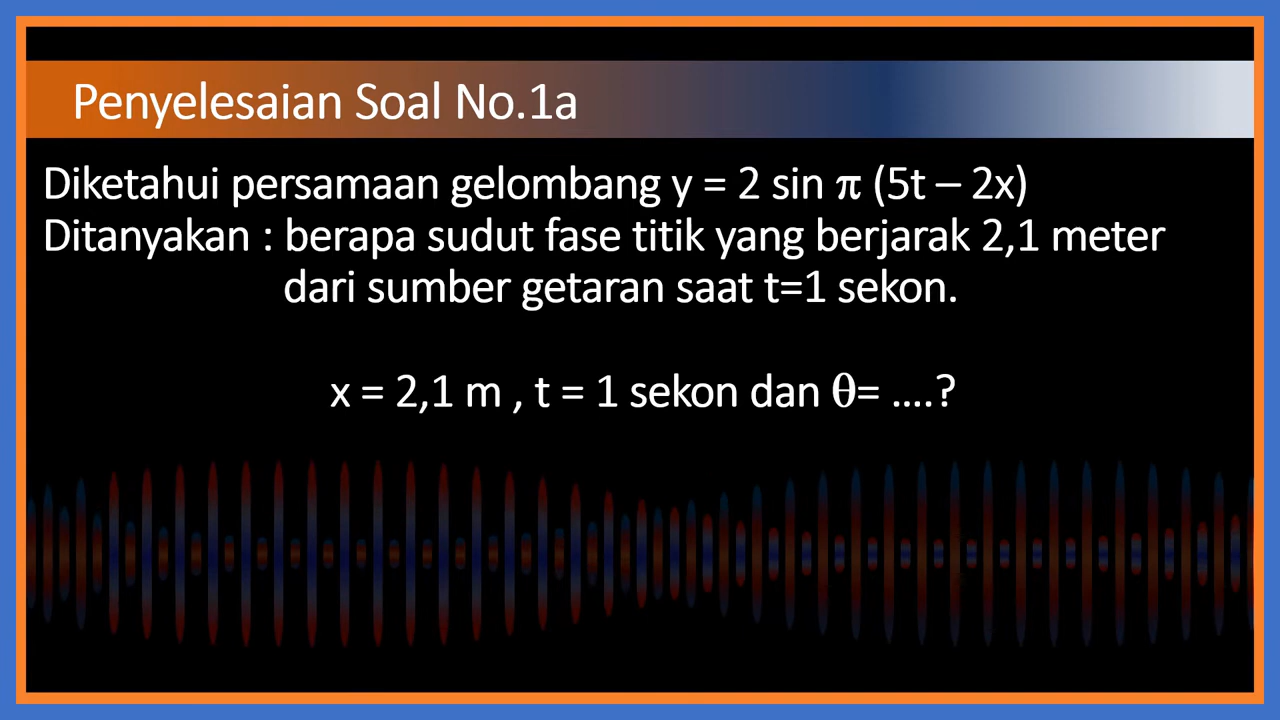 Penyelesaian Soal No.1a
Diketahui persamaan gelombang y = 2 sin π (5t – 2x)
Ditanyakan : berapa sudut fase titik yang berjarak 2,1 meter
dari sumber getaran saat t=1 sekon.
x = 2,1 m , t = 1 sekon dan θ= ....?